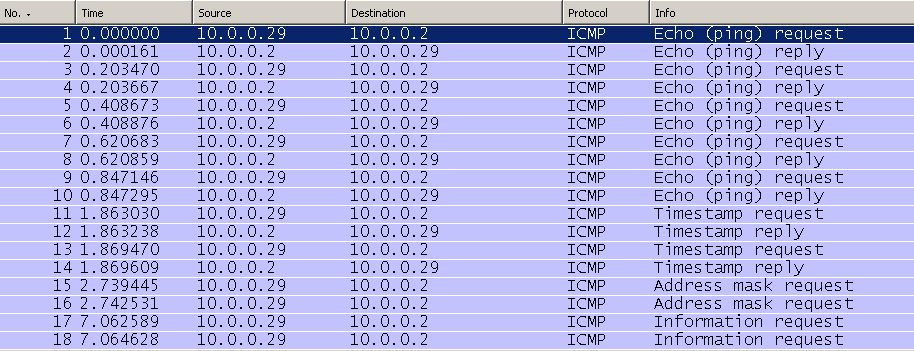 No. Time Source Destination Protocol Info
1 0.000000 10.0.0.29 10.0.0.2 ICMP Echo (ping) request
2 0.000161 10.0.0.2 10.0.0.29 ICMP Echo (ping) reply
3 0.203470 10.0.0.29 10.0.0.2 ICMP Echo (ping) request
4 0.203667 10.0.0.2 10.0.0.29 ICMP Echo (ping) reply
5 0.408673 10.0.0.29 10.0.0.2 ICMP Echo (ping) request
6 0.408876 10.0.0.2 10.0.0.29 ICMP Echo (ping) reply
7 0.620683 10.0.0.29 10.0.0.2 ICMP Echo (ping) request
8 0.620859 10.0.0.2 10.0.0.29 ICMP Echo (ping) reply
9 0.847146 10.0.0.29 10.0.0.2 ICMP Echo (ping) request
10 0.847295 10.0.0.2 10.0.0.29 ICMP Echo (ping) reply
11 1.863030 10.0.0.29 10.0.0.2 ICMP Timestamp request
12 1.863238 10.0.0.2 10.0.0.29 ICMP Timestamp reply
13 1.869470 10.0.0.29 10.0.0.2 ICMP Timestamp request
14 1.869609 10.0.0.2 10.0.0.29 ICMP Timestamp reply
15 2.739445 10.0.0.29 10.0.0.2 ICMP Address mask request
16 2.742531 10.0.0.29 10.0.0.2 ICMP Address mask request
17 7.062589 10.0.0.29 10.0.0.2 ICMP Information request
18 7.064628 10.0.0.29 10.0.0.2 ICMP Information request